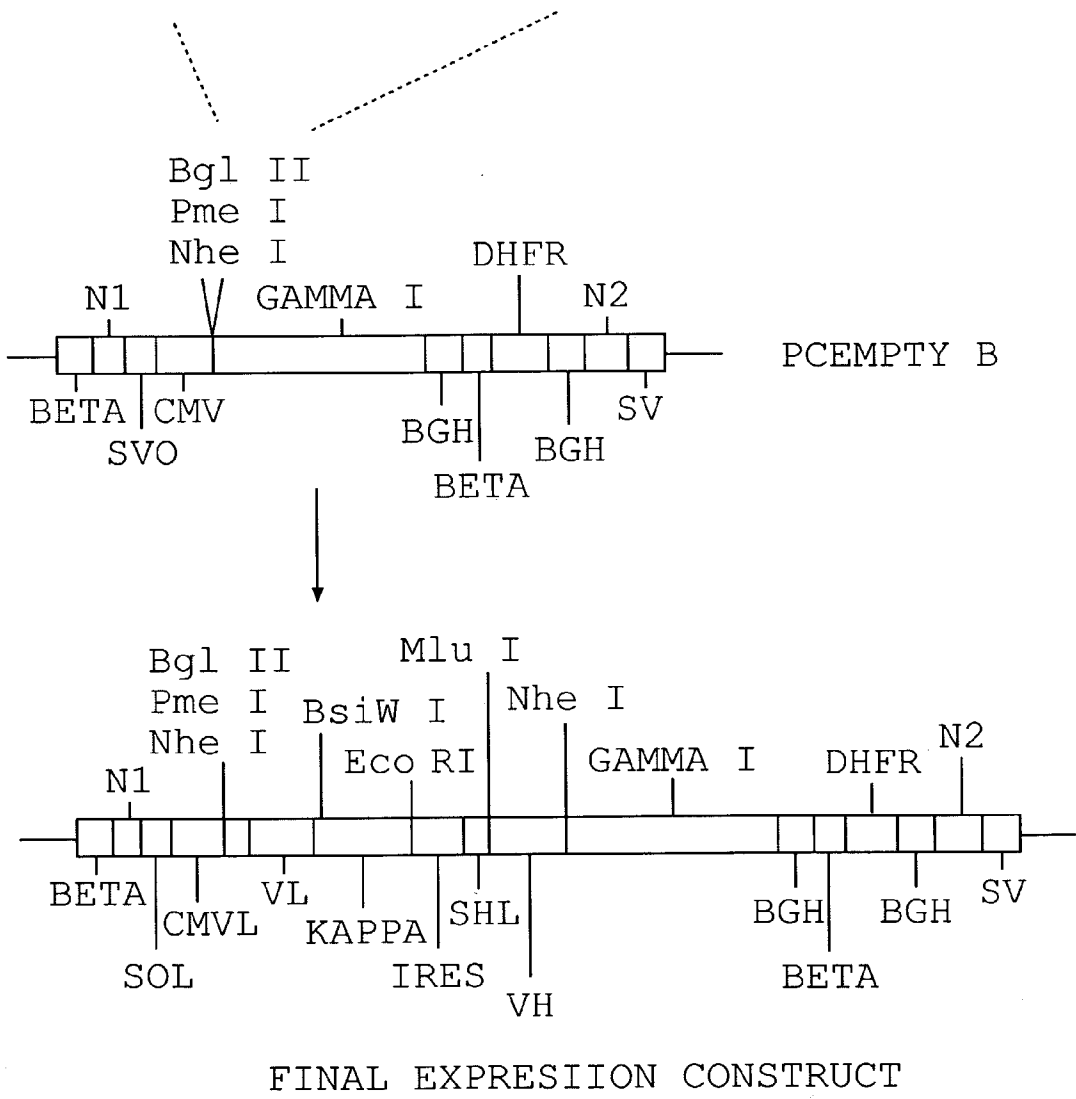 Bgl II
Pme I
Nhe I
DHFR
N1
GAMMA I
N2
PCEMPTY B
BETA
CMV
SV
SVO
BGH
BGH
BETA
Mlu I
Bgl II
Pme I
Nhe I
BsiW I
Nhe I
Eco RI
GAMMA I
DHFR
N2
N1
BETA
VL
SV
CMVL
KAPPA
SHL
BGH
BGH
SOL
IRES
BETA
VH
FINAL EXPRESIION CONSTRUCT